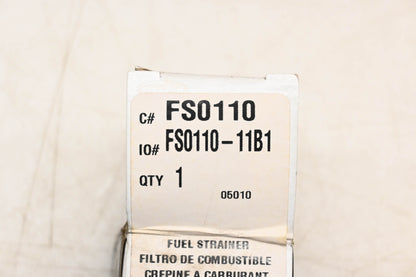 C# FS0110
IO# FS0110-11B1
QTY 1
05010
FUEL STRAINER
FILTRO DE COMBUSTIBLE
CREPINE A CARBURANT